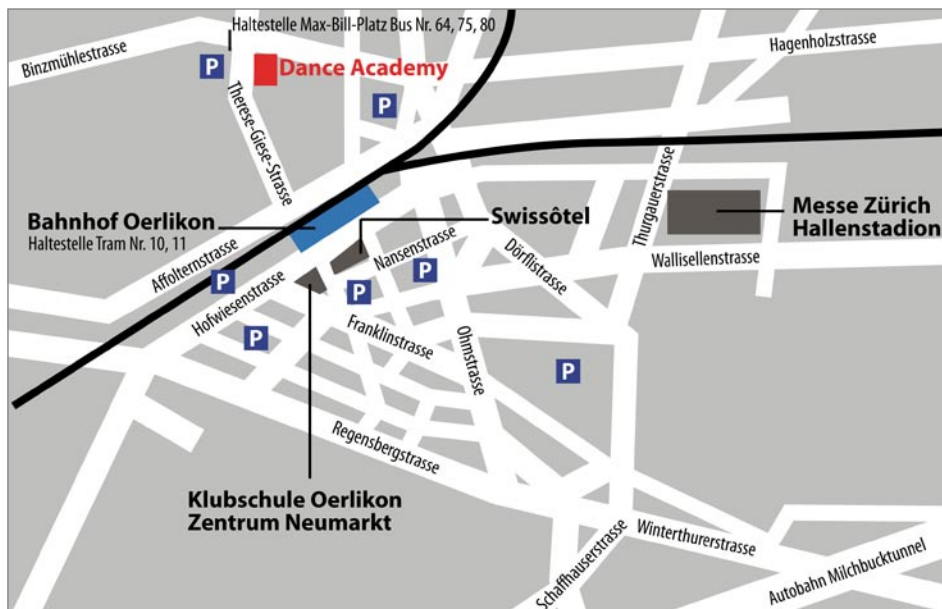 Haltestelle Max-Bill-Platz Bus Nr. 64, 75, 80
Binzmühlestrasse
P
Dance Academy
Hagenholzstrasse
P
Therese-Giese-Strasse
Bahnhof Oerlikon
Haltestelle Tram Nr. 10, 11
Swissôtel
Thurgauerstrasse
Messe Zürich
Hallenstadion
Affolternstrasse
Nansenstrasse
Dörflistrasse
Wallisellenstrasse
P
P
P
Hofwiesenstrasse
P
Franklinstrasse
Ohmstrasse
P
Regensbergstrasse
Klubschule Oerlikon
Zentrum Neumarkt
Winterthurerstrasse
Schaffhauserstrasse
Autobahn Milchbucktunnel